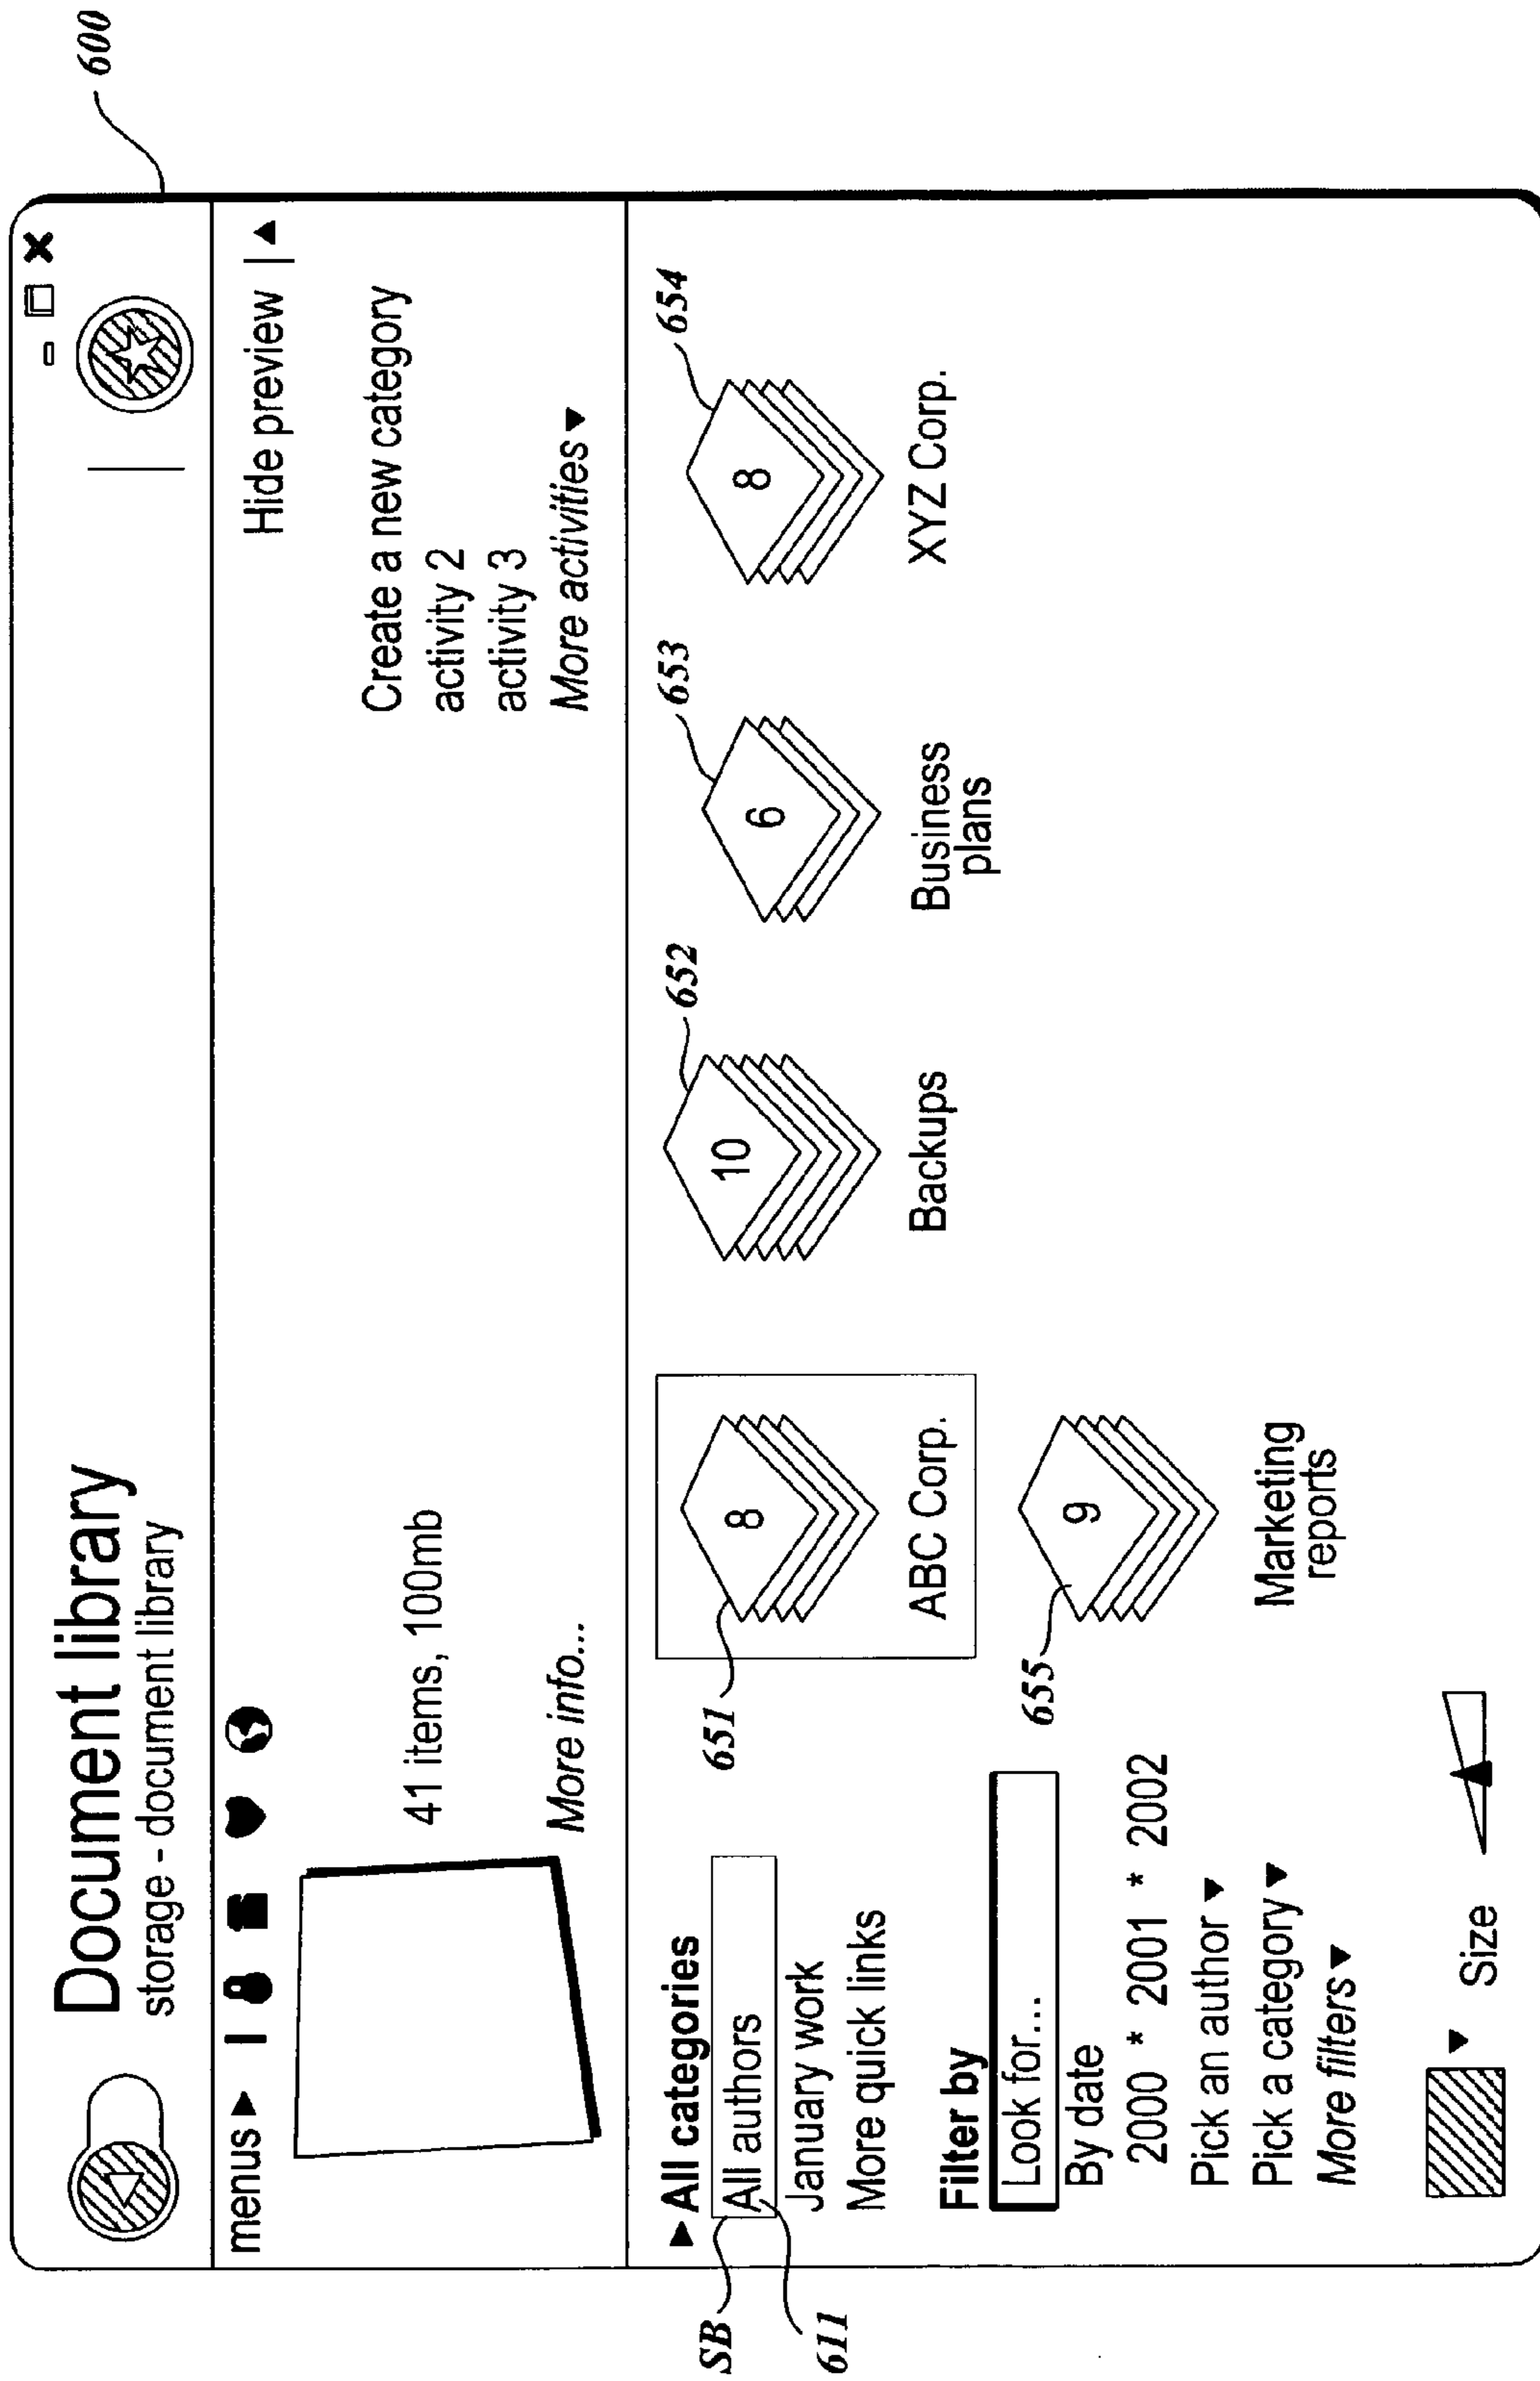 600
Document library
storage - document library
menus
Hide preview
41 items, 100mb
More info...
Create a new category
activity 2
activity 3
More activities
SB
611
All categories
All authors
January work
More quick links
Filter by
Look for...
By date
2000 * 2001 * 2002
Pick an author
Pick a category
More filters
Size
651
8
ABC Corp.
652
10
Backups
653
6
Business
plans
654
8
XYZ Corp.
655
9
Marketing
reports